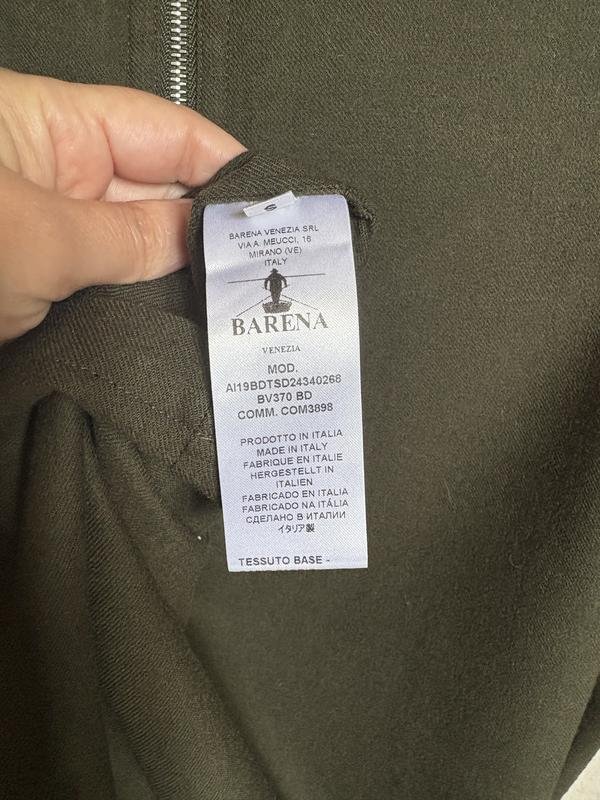 BARENA VENEZIA SRL
VIA A. MEUCCI, 16
MIRANO (VE)
ITALY
BARENA
VENEZIA
MOD.
AI19BDTSD24340268
BV370 BD
COMM. COM3898
PRODOTTO IN ITALIA
MADE IN ITALY
FABRIQUE EN ITALIE
HERGESTELLT IN
ITALIEN
FABRICADO EN ITALIA
FABRICADO NA ITÁLIA
СДЕЛАНО В ИТАЛИИ
イタリア製
TESSUTO BASE -